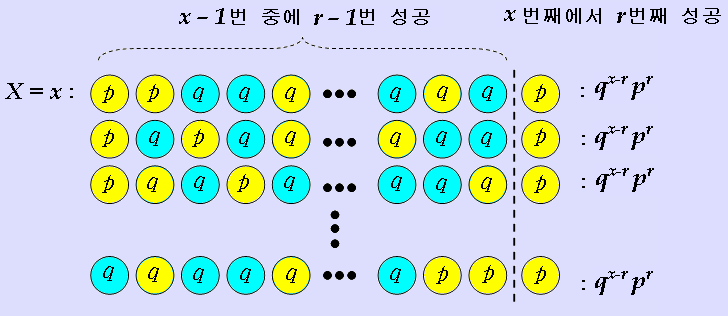 x – 1번 중에 r – 1번 성공 x 번째에서 r번째 성공
X = x : p p q q q ••• q q q p : q^{x-r} p^r
p q p q q ••• q q q p : q^{x-r} p^r
p q q p q ••• q q q p : q^{x-r} p^r
q q q q q ••• q p p p : q^{x-r} p^r